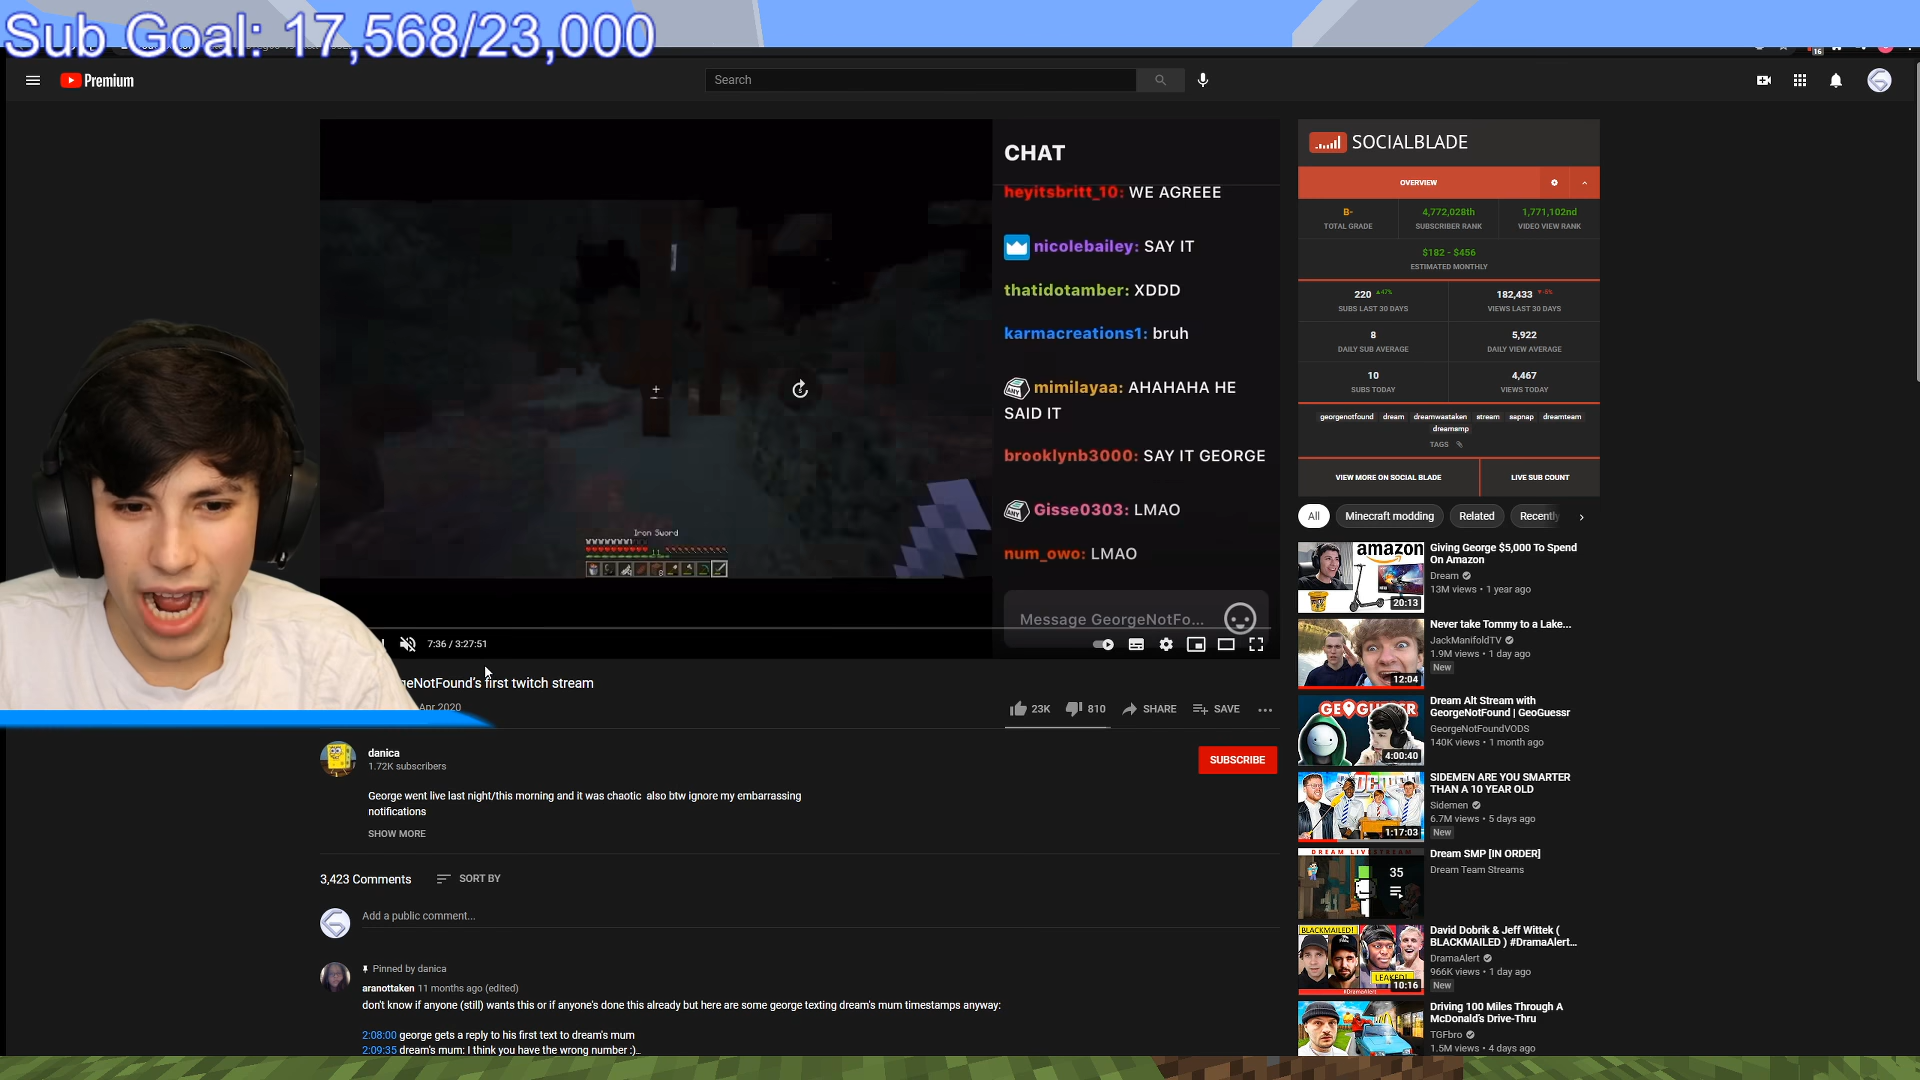 Sub Goal: 17,568/23,000
16
Premium
Search
CHAT
heyitsbritt_10: WE AGREEE
nicolebailey: SAY IT
thatidotamber: XDDD
karmacreations1: bruh
mimilayaa: AHAHAHA HE
SAID IT
brooklynb3000: SAY IT GEORGE
Gisse0303: LMAO
num_owo: LMAO
Message GeorgeNotFo...
Iron Sword
7:36 / 3:27:51
geNotFound's first twitch stream
Apr 2020
23K
810
SHARE
SAVE
danica
1.72K subscribers
SUBSCRIBE
George went live last night/this morning and it was chaotic also btw ignore my embarrassing
notifications
SHOW MORE
3,423 Comments
SORT BY
Add a public comment...
Pinned by danica
aranottaken 11 months ago (edited)
don't know if anyone (still) wants this or if anyone's done this already but here are some george texting dream's mum timestamps anyway:
2:08:00 george gets a reply to his first text to dream's mum
2:09:35 dream's mum: I think you have the wrong number :)..
SOCIALBLADE
OVERVIEW
B-
TOTAL GRADE
4,772,028th
SUBSCRIBER RANK
1,771,102nd
VIDEO VIEW RANK
$182 - $456
ESTIMATED MONTHLY
220 47%
SUBS LAST 30 DAYS
182,433
VIEWS LAST 30 DAYS
8
DAILY SUB AVERAGE
5,922
DAILY VIEW AVERAGE
10
SUBS TODAY
4,467
VIEWS TODAY
georgenotfound dream dreamwastaken stream sapnap dreamteam
dreamsmp
TAGS
VIEW MORE ON SOCIAL BLADE
LIVE SUB COUNT
All
Minecraft modding
Related
Recently
amazon
20:13
Giving George $5,000 To Spend
On Amazon
Dream
13M views • 1 year ago
12:04
Never take Tommy to a Lake...
JackManifoldTV
1.9M views • 1 day ago
New
4:00:40
Dream Alt Stream with
GeorgeNotFound | GeoGuessr
GeorgeNotFoundVODS
140K views • 1 month ago
1:17:03
SIDEMEN ARE YOU SMARTER
THAN A 10 YEAR OLD
Sidemen
6.7M views • 5 days ago
New
35
Dream SMP [IN ORDER]
Dream Team Streams
BLACKMAILED!
LEAKED!
10:16
David Dobrik & Jeff Wittek (
BLACKMAILED ) #DramaAlert...
DramaAlert
966K views • 1 day ago
New
Driving 100 Miles Through A
McDonald's Drive-Thru
TGFbro
1.5M views • 4 days ago